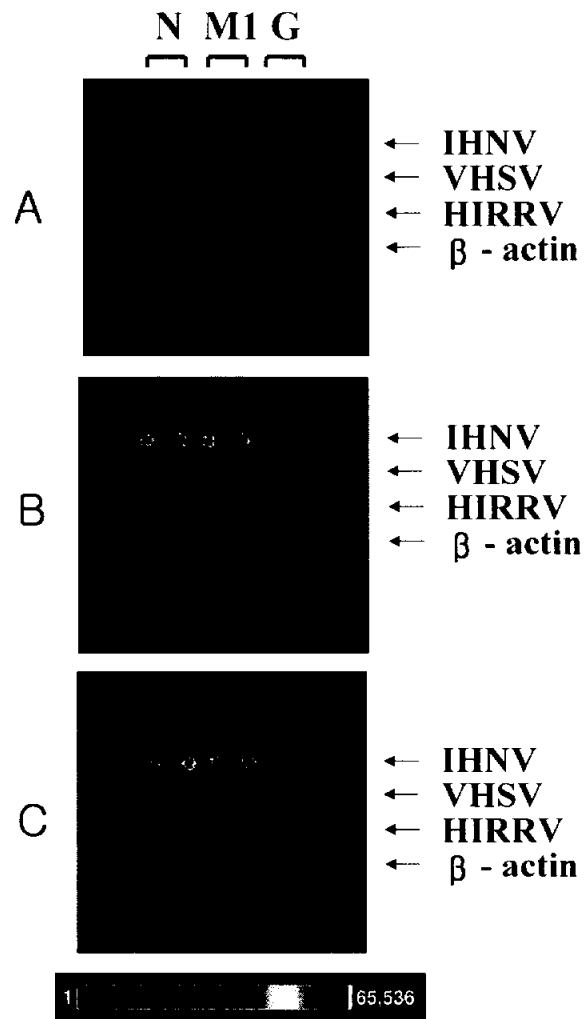 N M1 G
A
IHNV
VHSV
HIRRV
β - actin
B
IHNV
VHSV
HIRRV
β - actin
C
IHNV
VHSV
HIRRV
β - actin
1 65,536